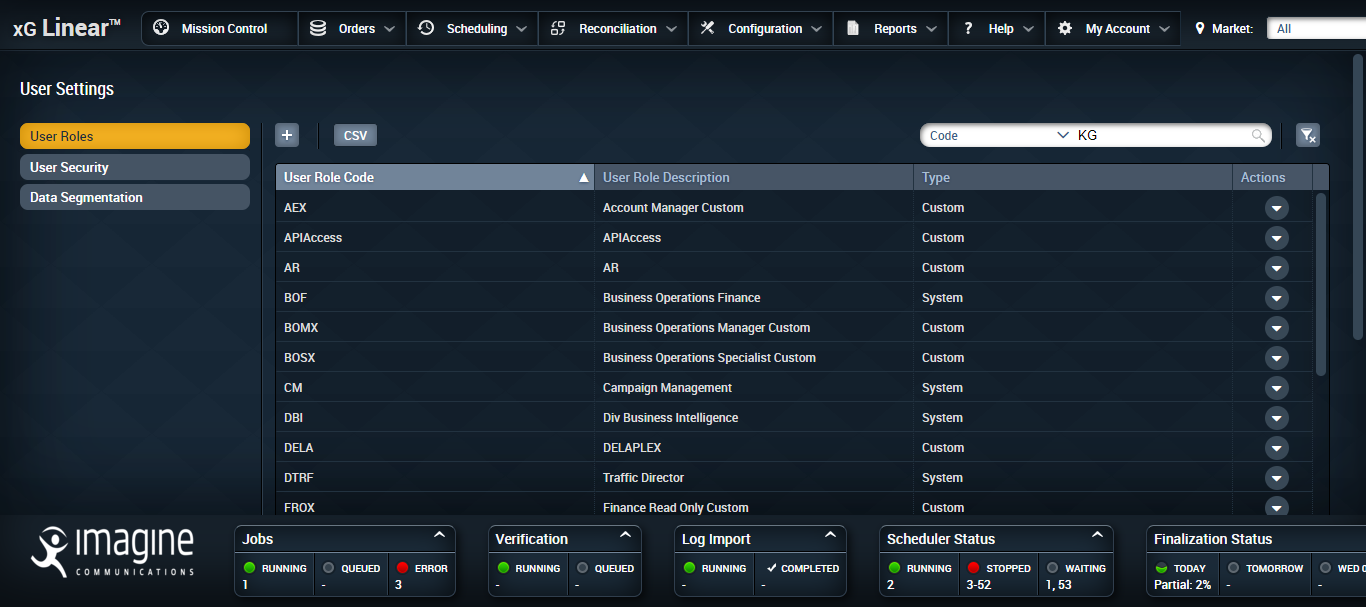 xG Linear™ Mission Control Orders Scheduling Reconciliation Configuration Reports ? Help My Account Market: All
User Settings
User Roles
User Security
Data Segmentation
+ CSV Code KG
User Role Code User Role Description Type Actions
AEX Account Manager Custom Custom
APIAccess APIAccess Custom
AR AR Custom
BOF Business Operations Finance System
BOMX Business Operations Manager Custom Custom
BOSX Business Operations Specialist Custom Custom
CM Campaign Management System
DBI Div Business Intelligence System
DELA DELAPLEX Custom
DTRF Traffic Director System
FROX Finance Read Only Custom Custom
imagine
COMMUNICATIONS
Jobs
RUNNING QUEUED ERROR
1 - 3
Verification
RUNNING QUEUED
- -
Log Import
RUNNING COMPLETED
- -
Scheduler Status
RUNNING STOPPED WAITING
2 3-52 1, 53
Finalization Status
TODAY TOMORROW WED
Partial: 2% - -